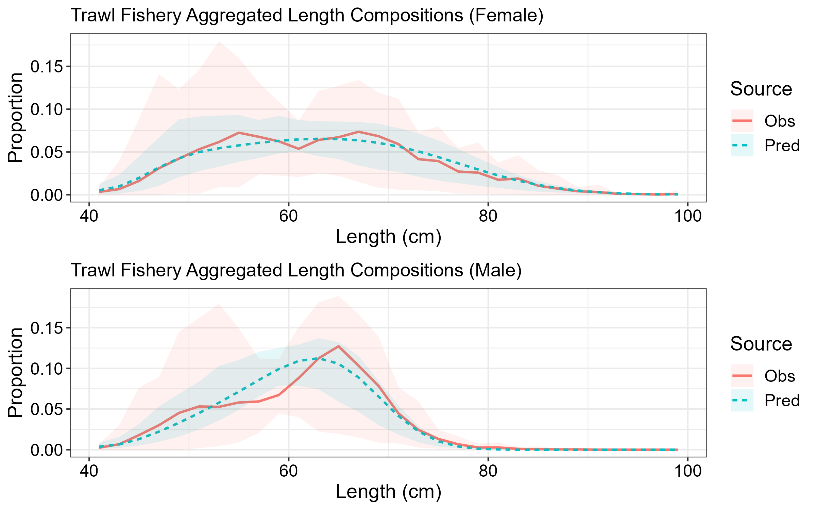 Trawl Fishery Aggregated Length Compositions (Female)
0.15
0.10
0.05
0.00
Proportion
40 60 80 100
Length (cm)
Source
Obs
Pred
Trawl Fishery Aggregated Length Compositions (Male)
0.15
0.10
0.05
0.00
Proportion
40 60 80 100
Length (cm)
Source
Obs
Pred